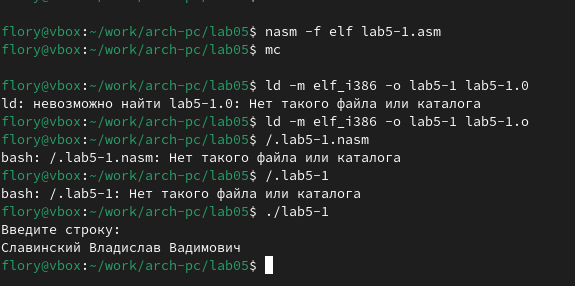 flory@vbox:~/work/arch-pc/lab05$ nasm -f elf lab5-1.asm
flory@vbox:~/work/arch-pc/lab05$ mc
flory@vbox:~/work/arch-pc/lab05$ ld -m elf_i386 -o lab5-1 lab5-1.0
ld: невозможно найти lab5-1.0: Нет такого файла или каталога
flory@vbox:~/work/arch-pc/lab05$ ld -m elf_i386 -o lab5-1 lab5-1.o
flory@vbox:~/work/arch-pc/lab05$ /.lab5-1.nasm
bash: /.lab5-1.nasm: Нет такого файла или каталога
flory@vbox:~/work/arch-pc/lab05$ /.lab5-1
bash: /.lab5-1: Нет такого файла или каталога
flory@vbox:~/work/arch-pc/lab05$ ./lab5-1
Введите строку:
Славинский Владислав Вадимович
flory@vbox:~/work/arch-pc/lab05$